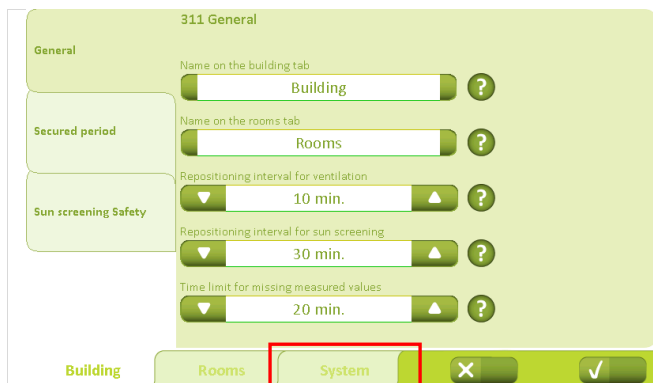 311 General
General
Name on the building tab
Building
?
Secured period
Name on the rooms tab
Rooms
?
Repositioning interval for ventilation
10 min.
?
Sun screening Safety
Repositioning interval for sun screening
30 min.
?
Time limit for missing measured values
20 min.
?
Building
Rooms
System